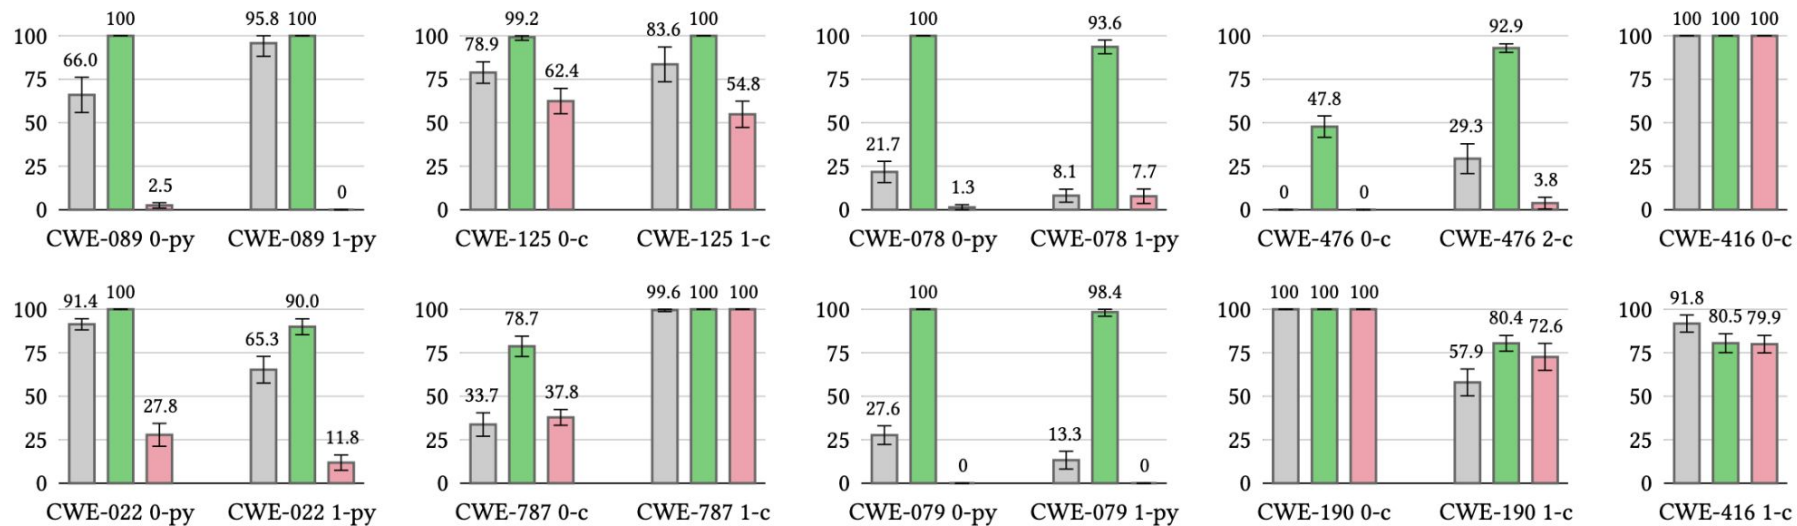 100 95.8 100 99.2 83.6 100 100 93.6 92.9 100 100 100
100 66.0 100 78.9 100 100 100
75 75 62.4 54.8 75 75 75
50 50 50 50 47.8 50
25 25 25 21.7 25 29.3 25
2.5 0 8.1 7.7 0 0 3.8
0 0 0 1.3 0 0
CWE-089 0-py CWE-089 1-py CWE-125 0-c CWE-125 1-c CWE-078 0-py CWE-078 1-py CWE-476 0-c CWE-476 2-c CWE-416 0-c
91.4 100 90.0 99.6 100 100 100 98.4 100 100 100 91.8
100 100 78.7 100 100 80.4 72.6 100 80.5 79.9
75 65.3 75 75 75 57.9 75
50 50 33.7 37.8 50 50 50
25 27.8 11.8 25 25 27.6 0 13.3 0 25 25
0 0 0 0 0
CWE-022 0-py CWE-022 1-py CWE-787 0-c CWE-787 1-c CWE-079 0-py CWE-079 1-py CWE-190 0-c CWE-190 1-c CWE-416 1-c